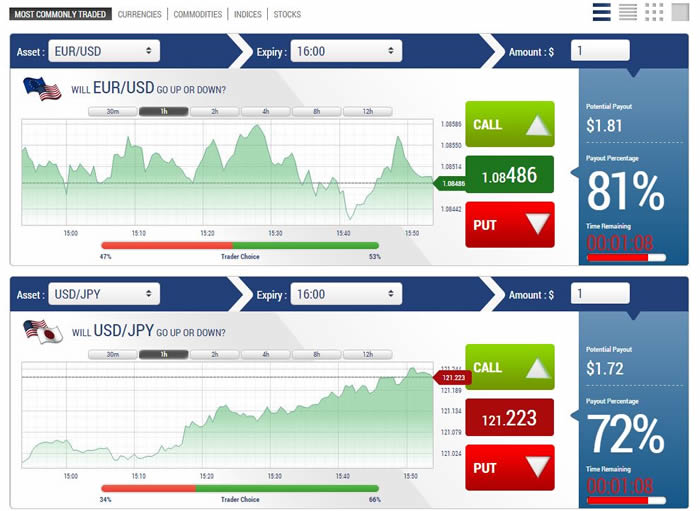 MOST COMMONLY TRADED CURRENCIES COMMODITIES INDICES STOCKS
Asset : EUR/USD Expiry : 16:00 Amount : $ 1
WILL EUR/USD GO UP OR DOWN?
30m 1h 2h 4h 8h 12h
1.08586
1.08550
1.08514
1.08486
1.08442
15:00 15:10 15:20 15:30 15:40 15:50
47% Trader Choice 53%
CALL
1.08486
PUT
Potential Payout
$1.81
Payout Percentage
81%
Time Remaining
00:01:08
Asset : USD/JPY Expiry : 16:00 Amount : $ 1
WILL USD/JPY GO UP OR DOWN?
30m 1h 2h 4h 8h 12h
121.244
121.223
121.189
121.134
121.079
121.024
15:00 15:10 15:20 15:30 15:40 15:50
34% Trader Choice 66%
CALL
121.223
PUT
Potential Payout
$1.72
Payout Percentage
72%
Time Remaining
00:01:08